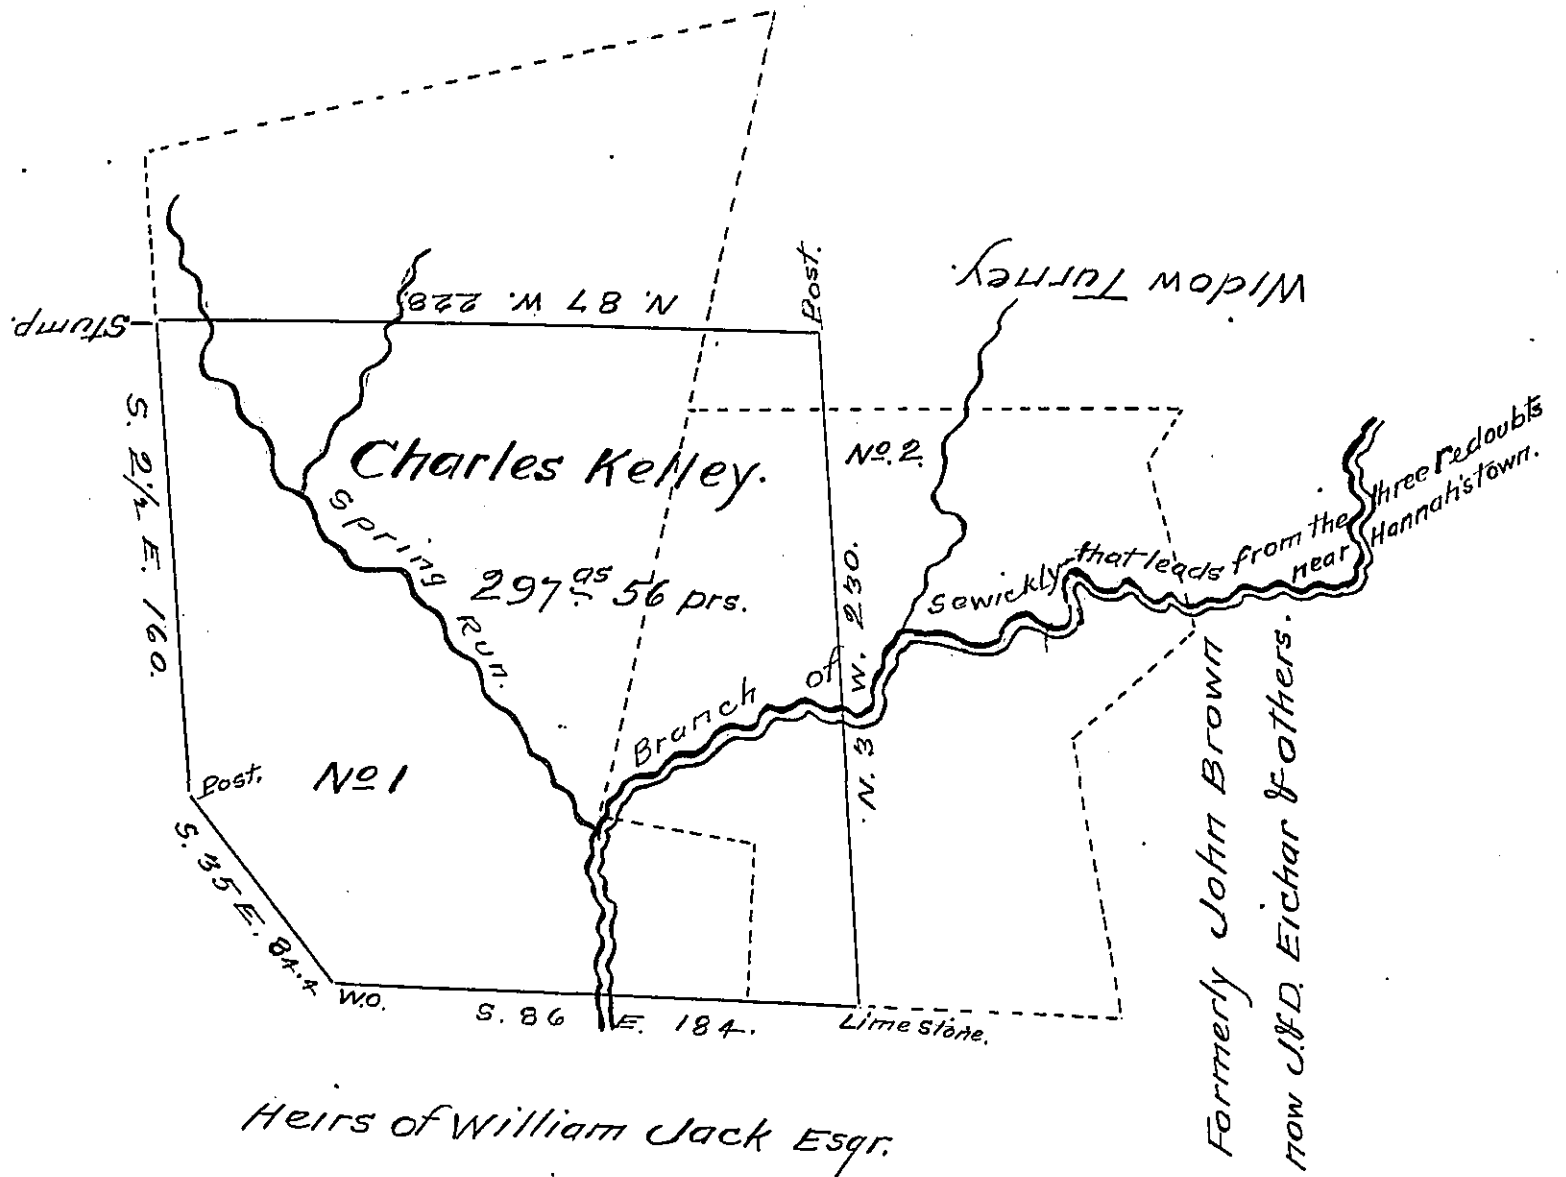 Post.
Widow Turney.
N. 87 W. 228.
Stump.
S. 2½ E. 160.
Charles Kelley.
No. 2.
Spring Run.
297 as 56 prs.
N. 3 W. 230.
Branch of Sewickly that leads from the three redoubts
near Hannah's town.
Post.
No 1
S. 35 E. 84.4
W.O.
S. 86 E. 184.
Lime stone.
Formerly John Brown
now J. & D. Eichar & others.
Heirs of William Jack Esqr.